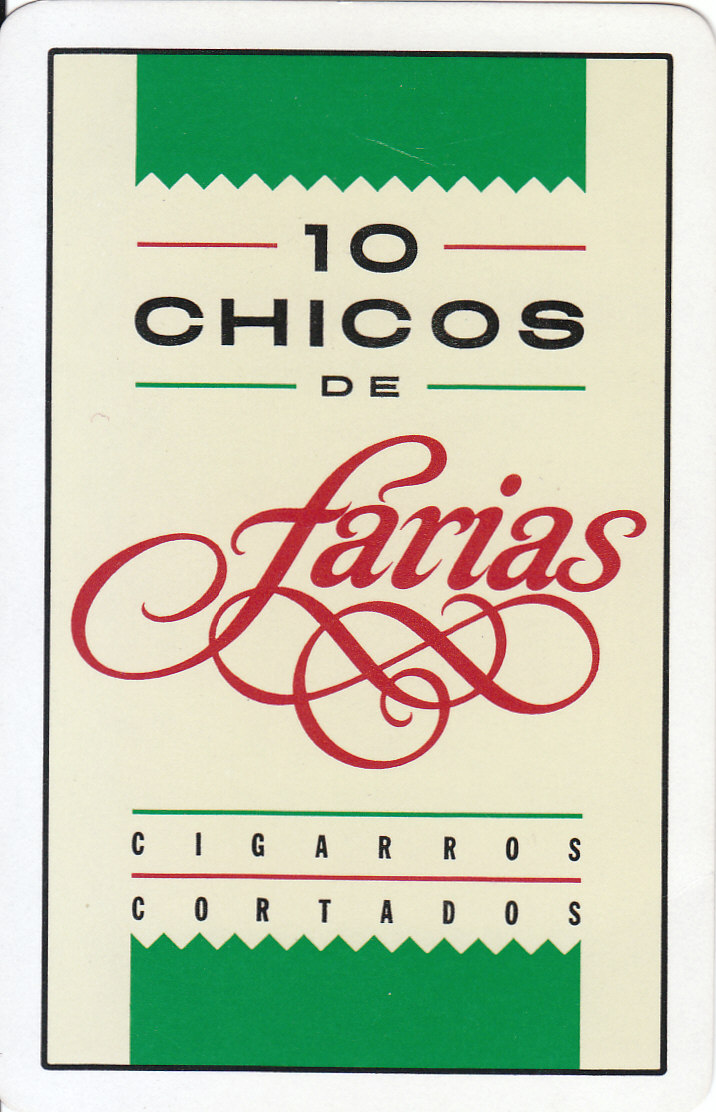 10
CHICOS
DE
farias
CIGARROS
CORTADOS